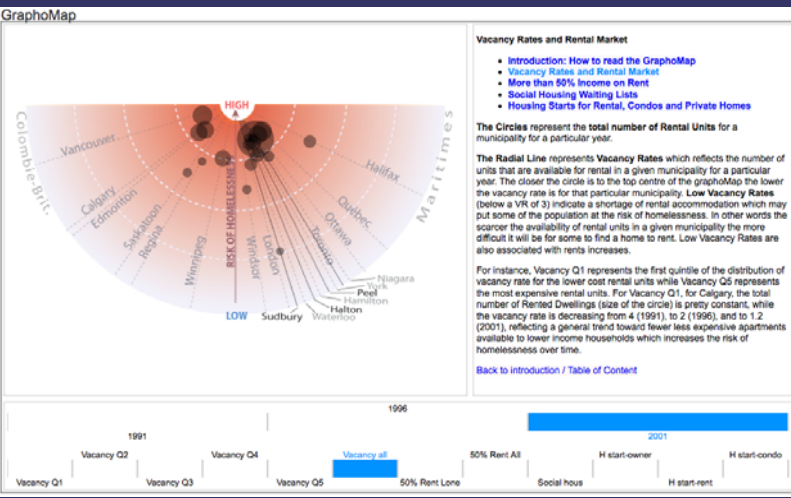 GraphoMap
HIGH
Colombie-Brit.
Vancouver
Calgary
Edmonton
Saskatoon
Regina
Winnipeg
RISK OF HOMELESSNESS
Windsor
London
Toronto
Ottawa
Québec
Halifax
Maritimes
Niagara
York
Peel
Hamilton
Halton
Waterloo
Sudbury
LOW
Vacancy Rates and Rental Market
Introduction: How to read the GraphoMap
Vacancy Rates and Rental Market
More than 50% Income on Rent
Social Housing Waiting Lists
Housing Starts for Rental, Condos and Private Homes
The Circles represent the total number of Rental Units for a
municipality for a particular year.
The Radial Line represents Vacancy Rates which reflects the number of
units that are available for rental in a given municipality for a particular
year. The closer the circle is to the top centre of the graphoMap the lower
the vacancy rate is for that particular municipality. Low Vacancy Rates
(below a VR of 3) indicate a shortage of rental accommodation which may
put some of the population at the risk of homelessness. In other words the
scarcer the availability of rental units in a given municipality the more
difficult it will be for some to find a home to rent. Low Vacancy Rates are
also associated with rents increases.
For instance, Vacancy Q1 represents the first quintile of the distribution of
vacancy rate for the lower cost rental units while Vacancy Q5 represents
the most expensive rental units. For Vacancy Q1, for Calgary, the total
number of Rented Dwellings (size of the circle) is pretty constant, while
the vacancy rate is decreasing from 4 (1991), to 2 (1996), and to 1.2
(2001), reflecting a general trend toward fewer less expensive apartments
available to lower income households which increases the risk of
homelessness over time.
Back to introduction / Table of Content
1996
1991
2001
Vacancy Q2
Vacancy Q4
Vacancy all
50% Rent All
H start-owner
H start-condo
Vacancy Q1
Vacancy Q3
Vacancy Q5
50% Rent Lone
Social hous
H start-rent